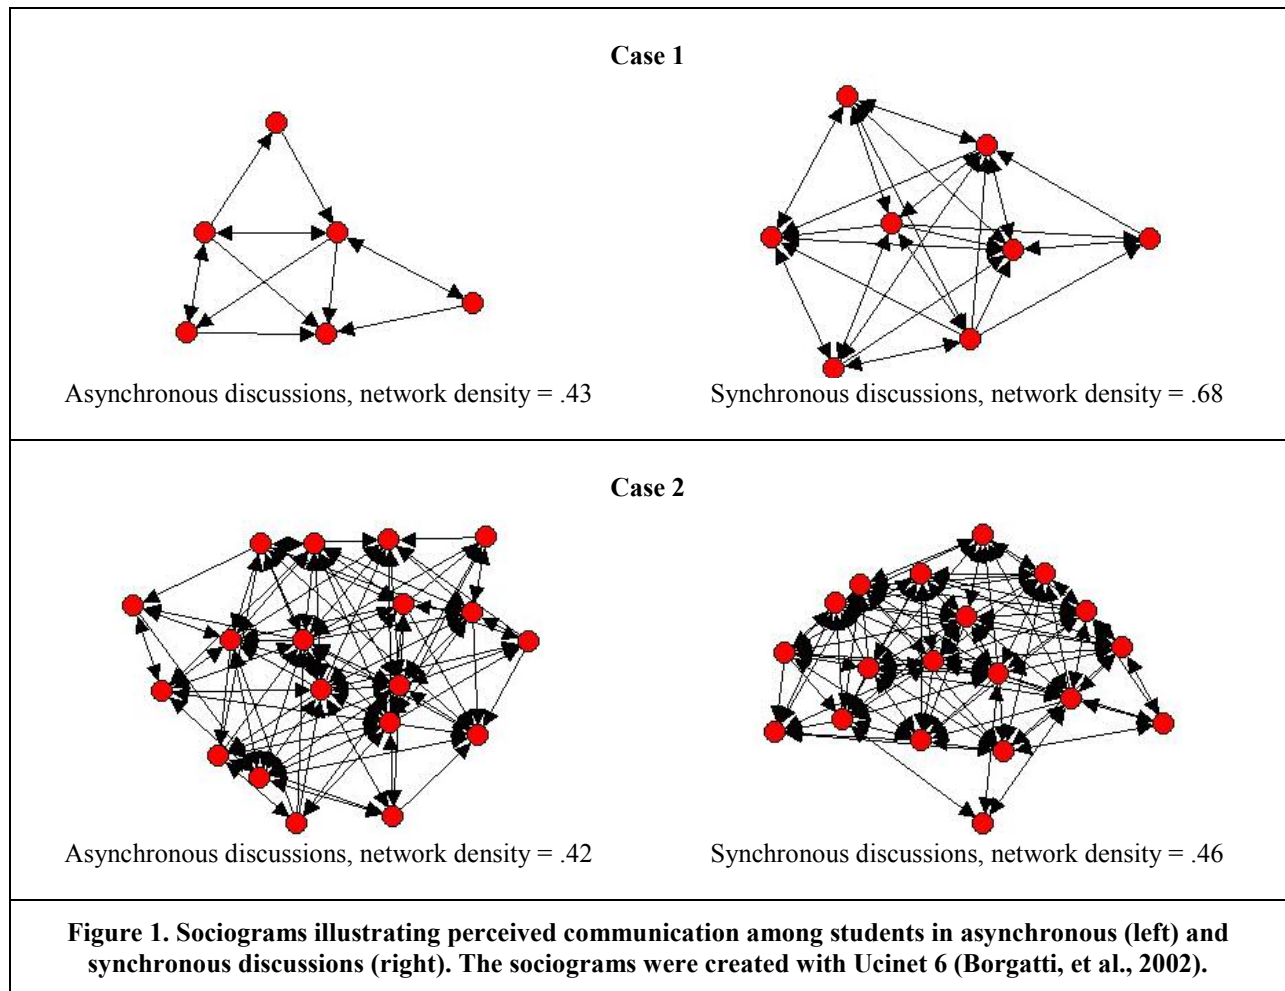 Case 1
Asynchronous discussions, network density = .43
Synchronous discussions, network density = .68
Case 2
Asynchronous discussions, network density = .42
Synchronous discussions, network density = .46
Figure 1. Sociograms illustrating perceived communication among students in asynchronous (left) and
synchronous discussions (right). The sociograms were created with Ucinet 6 (Borgatti, et al., 2002).